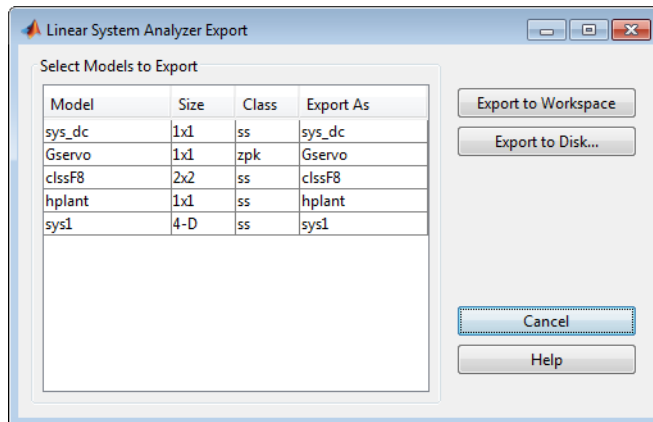 Linear System Analyzer Export
Select Models to Export
Model Size Class Export As
sys_dc 1x1 ss sys_dc
Gservo 1x1 zpk Gservo
clssF8 2x2 ss clssF8
hplant 1x1 ss hplant
sys1 4-D ss sys1
Export to Workspace
Export to Disk...
Cancel
Help